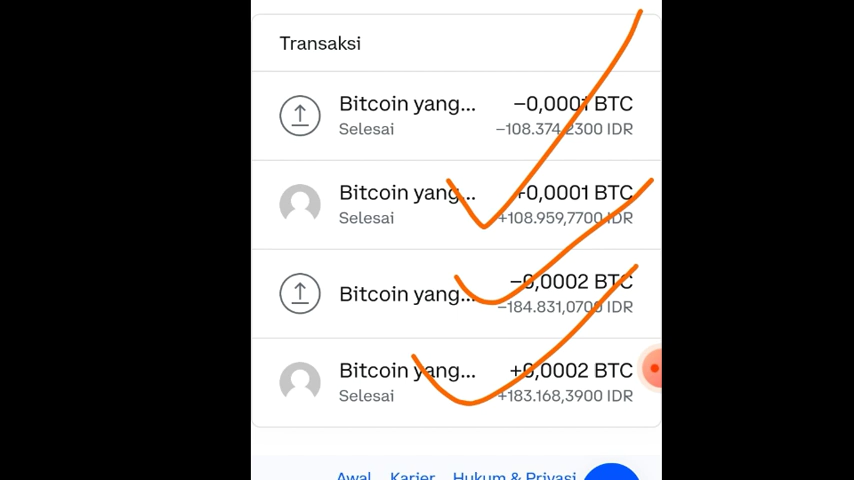 Transaksi
Bitcoin yang... −0,0001 BTC
Selesai −108.374,2300 IDR
Bitcoin yang... +0,0001 BTC
Selesai +108.959,7700 IDR
Bitcoin yang... −0,0002 BTC
−184.831,0700 IDR
Bitcoin yang... +0,0002 BTC
Selesai +183.168,3900 IDR
Awal Karier Hukum & Privasi